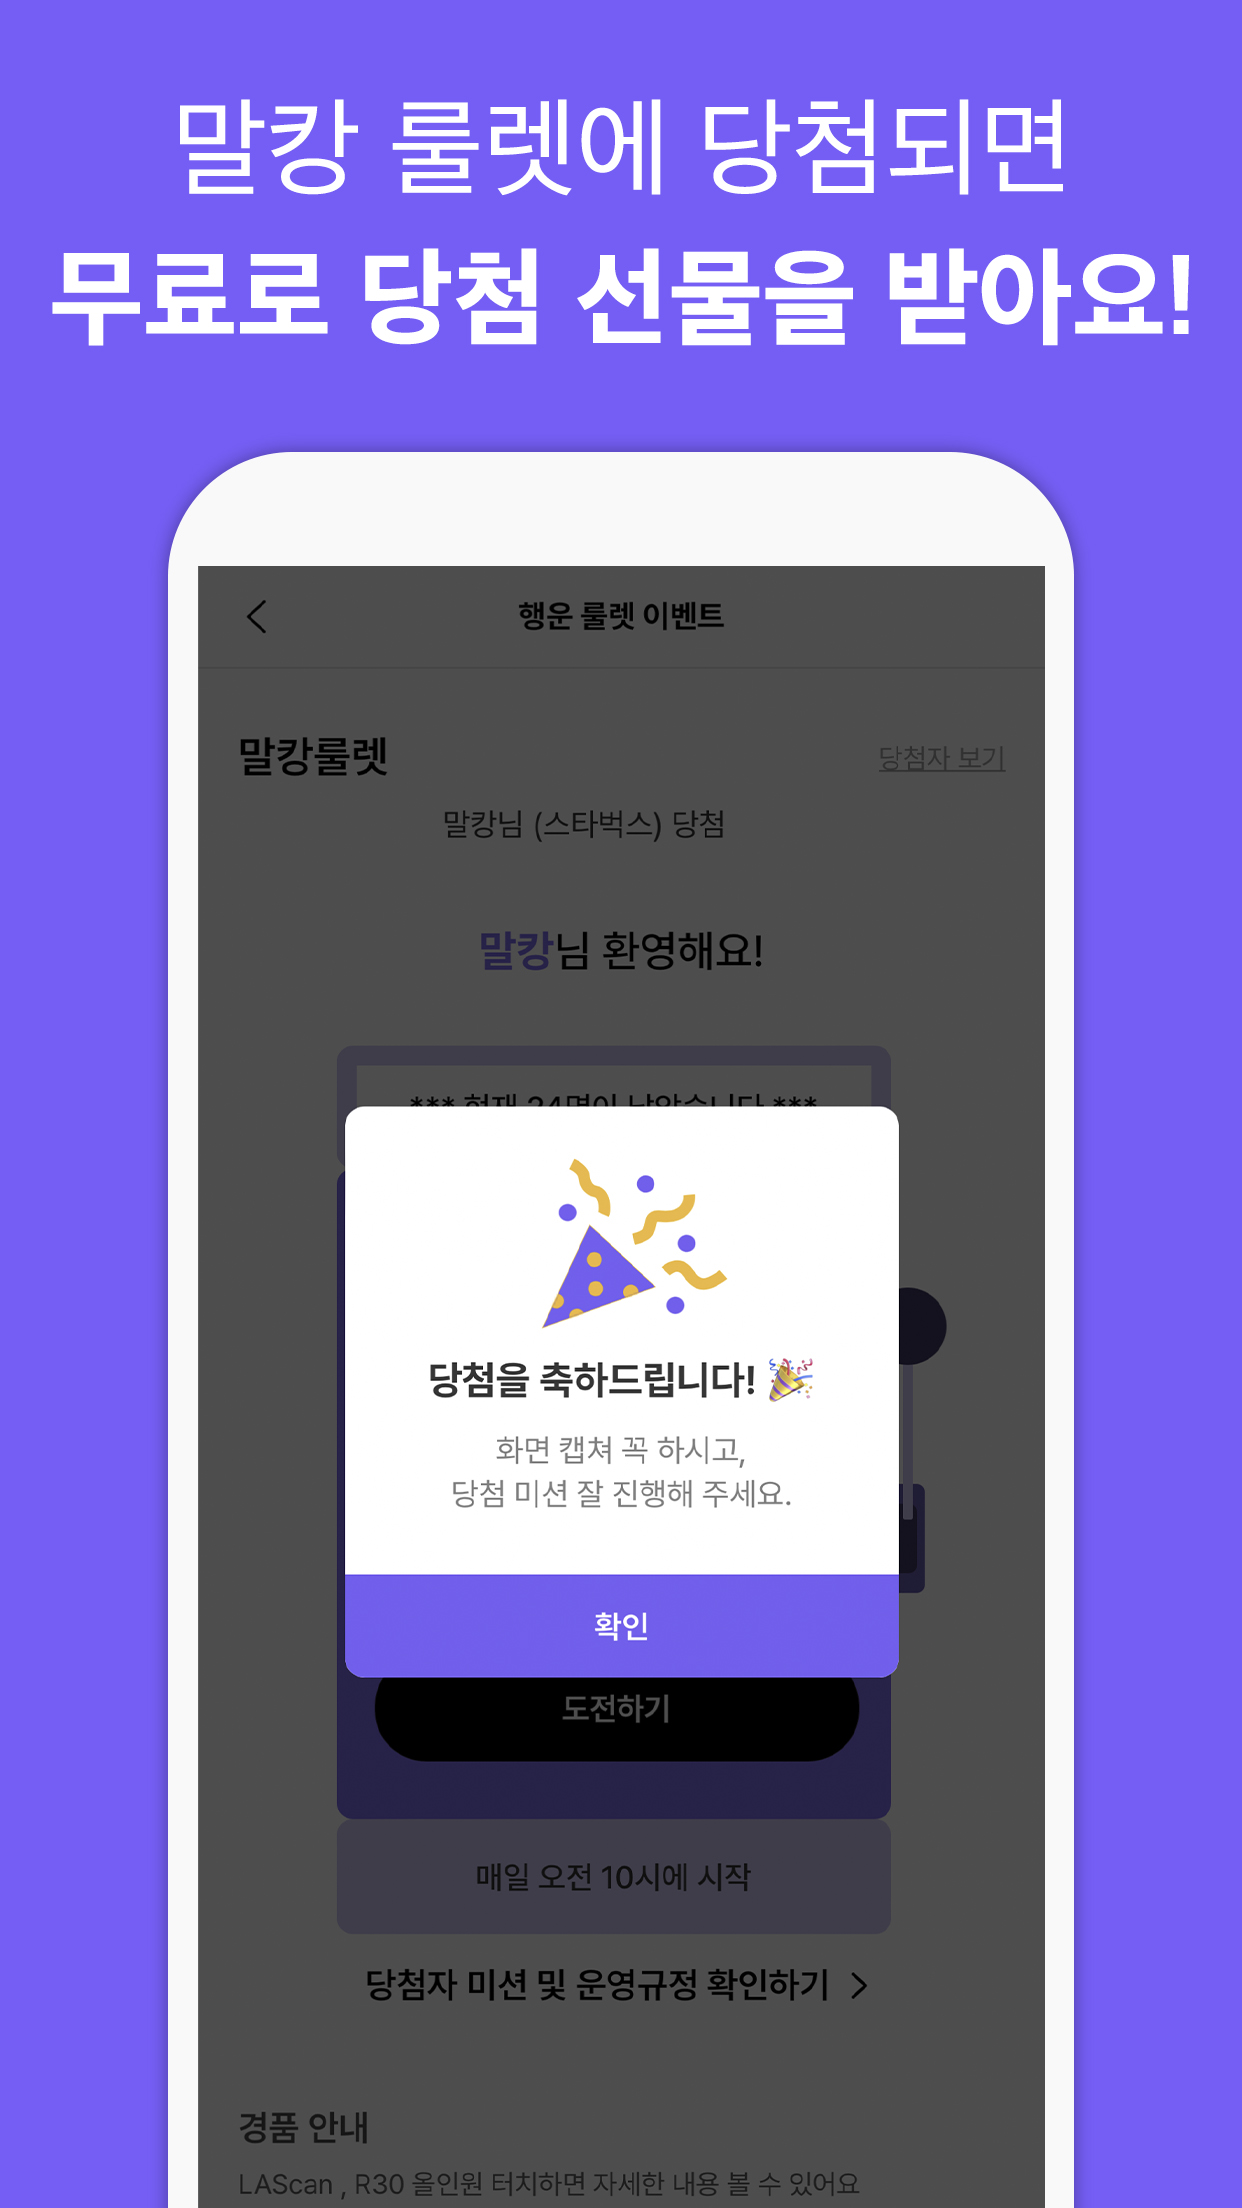 말캉 룰렛에 당첨되면
무료로 당첨 선물을 받아요!
행운 룰렛 이벤트
말캉룰렛
당첨자 보기
말캉님 (스타벅스) 당첨
말캉님 환영해요!
*** 현재 24명이 남았습니다 ***
당첨을 축하드립니다! 🎉
화면 캡쳐 꼭 하시고,
당첨 미션 잘 진행해 주세요.
확인
도전하기
매일 오전 10시에 시작
당첨자 미션 및 운영규정 확인하기 >
경품 안내
LAScan , R30 올인원 터치하면 자세한 내용 볼 수 있어요